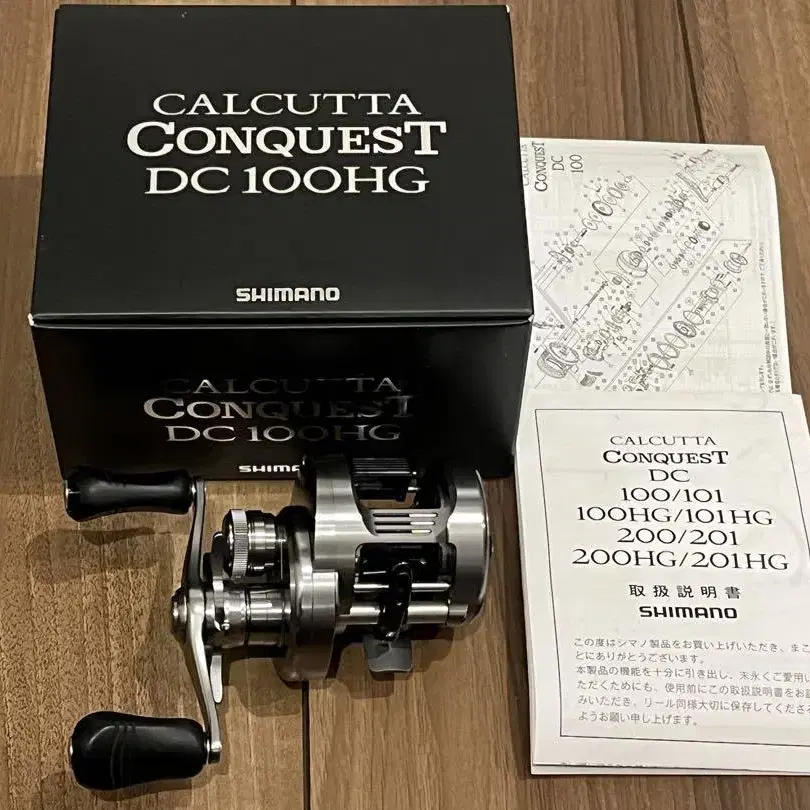 CALCUTTA
CONQUEST
DC 100HG
SHIMANO
CALCUTTA
CONQUEST
DC 100HG
CALCUTTA
CONQUEST
DC
100
CALCUTTA
CONQUEST
DC
100/101
100HG/101HG
200/201
200HG/201HG
取扱説明書
SHIMANO
この度はシマノ製品をお買い上げいただき、まこ
とにありがとうございます。
本製品の機能を十分に引き出し、末永くご愛用い
ただくためにも、使用前にこの取扱説明書をお読
みいただき、リール同様大切に保存してくださる
ようお願い申し上げます。